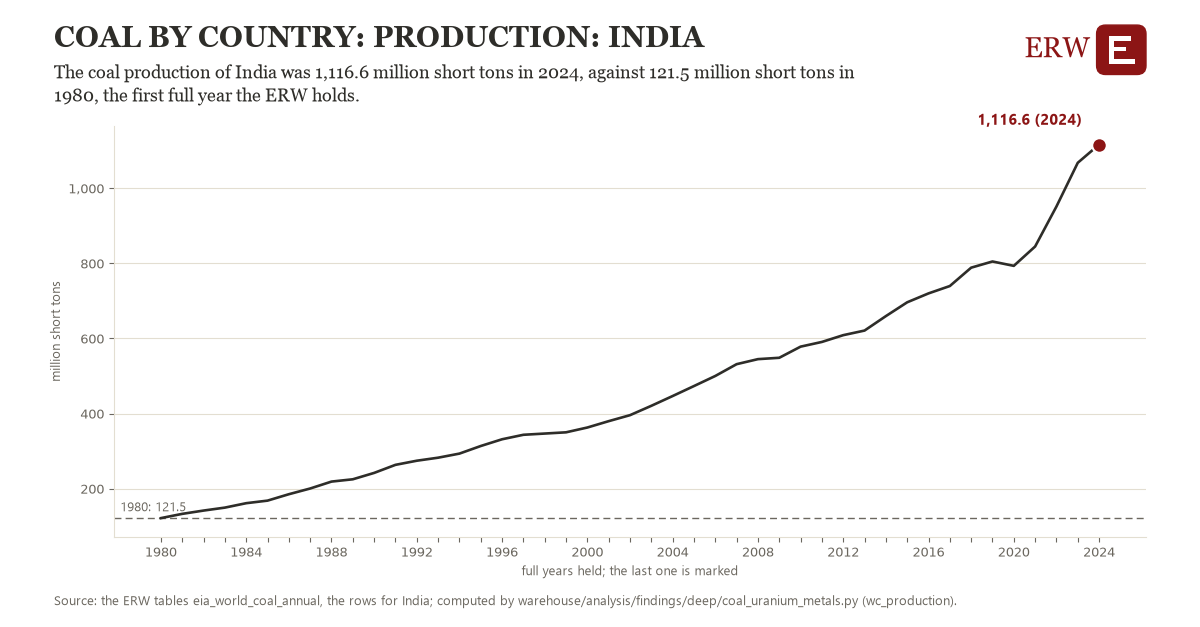 COAL BY COUNTRY: PRODUCTION: INDIA
The coal production of India was 1,116.6 million short tons in 2024, against 121.5 million short tons in
1980, the first full year the ERW holds.
ERW E
1,116.6 (2024)
1,000
800
600
400
200
million short tons
1980: 121.5
1980 1984 1988 1992 1996 2000 2004 2008 2012 2016 2020 2024
full years held; the last one is marked
Source: the ERW tables eia_world_coal_annual, the rows for India; computed by warehouse/analysis/findings/deep/coal_uranium_metals.py (wc_production).